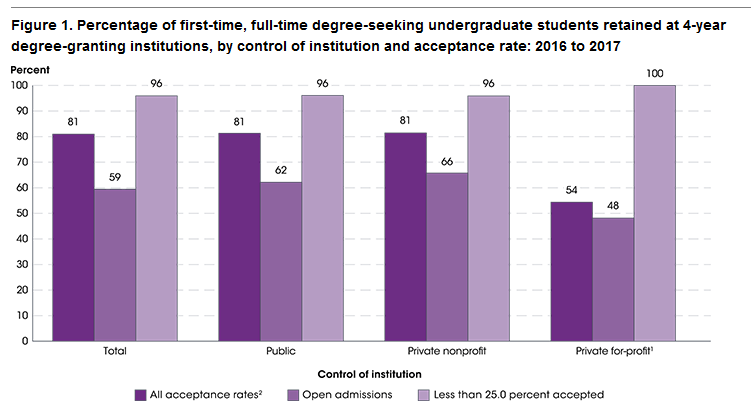 Figure 1. Percentage of first-time, full-time degree-seeking undergraduate students retained at 4-year
degree-granting institutions, by control of institution and acceptance rate: 2016 to 2017
Percent
100
90
80
70
60
50
40
30
20
10
0
81
59
96
81
62
96
81
66
96
54
48
100
Total
Public
Private nonprofit
Private for-profit¹
Control of institution
All acceptance rates²
Open admissions
Less than 25.0 percent accepted